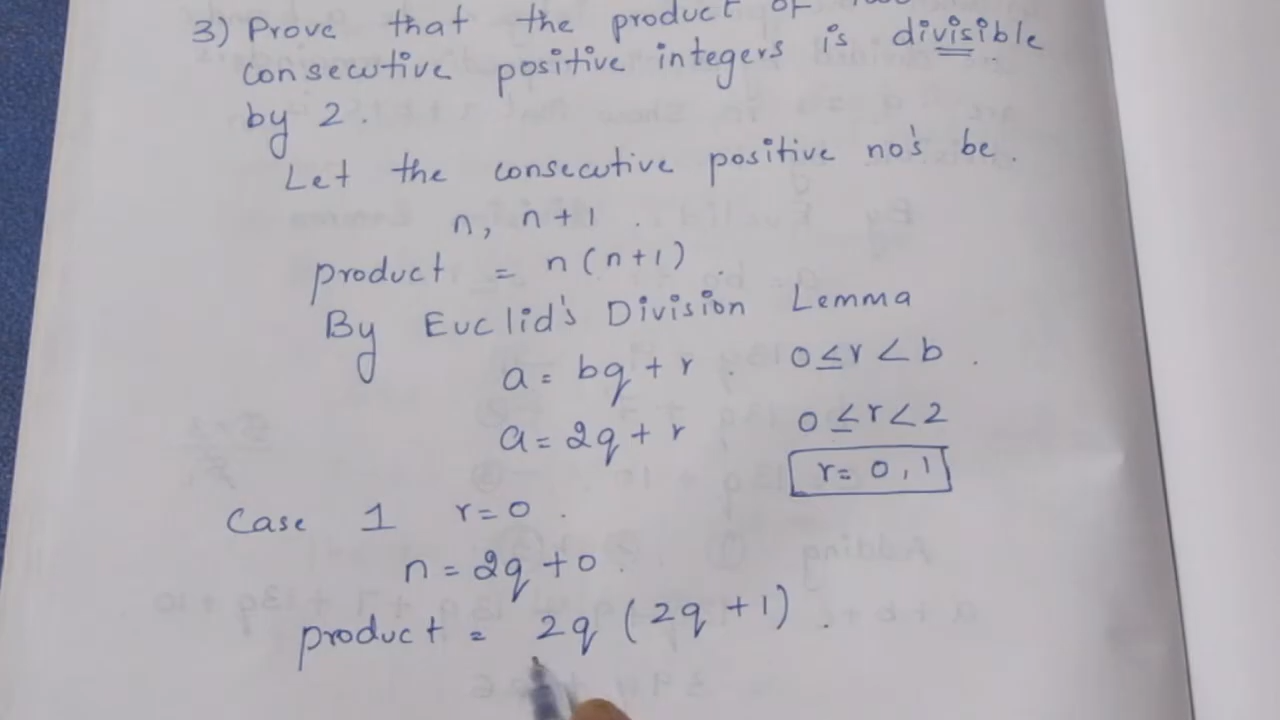 3) Prove that the product of two
consecutive positive integers is divisible
by 2.
Let the consecutive positive no's be.
n, n+1.
product = n(n+1).
By Euclid's Division Lemma
a = bq + r. 0≤r<b.
a = 2q + r 0≤r<2
r= 0, 1
Case 1 r=0.
n = 2q +0.
product = 2q (2q +1).